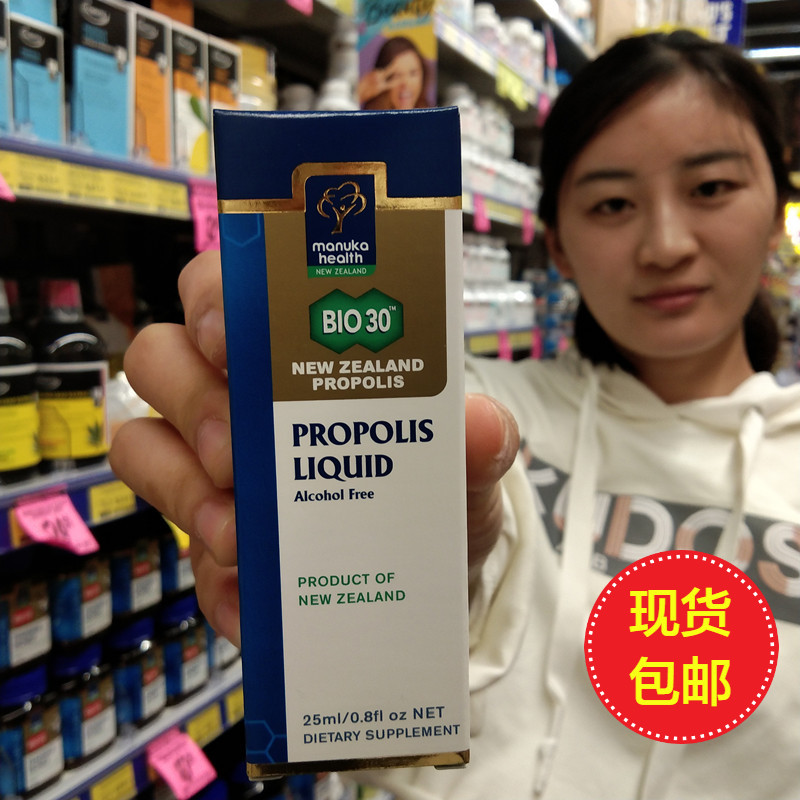 manuka
health
NEW ZEALAND
BIO 30™
NEW ZEALAND
PROPOLIS
PROPOLIS
LIQUID
Alcohol Free
PRODUCT OF
NEW ZEALAND
25ml/0.8fl oz NET
DIETARY SUPPLEMENT
现货
包邮